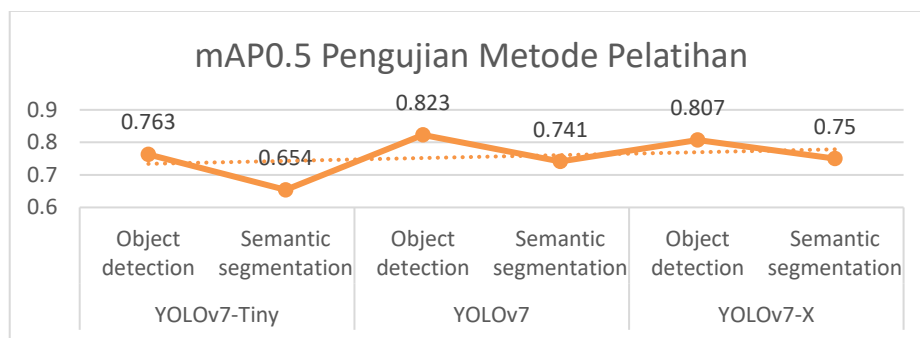 mAP0.5 Pengujian Metode Pelatihan
0.9
0.8
0.7
0.6
0.763
0.654
0.823
0.741
0.807
0.75
Object
detection
Semantic
segmentation
Object
detection
Semantic
segmentation
Object
detection
Semantic
segmentation
YOLOv7-Tiny
YOLOv7
YOLOv7-X